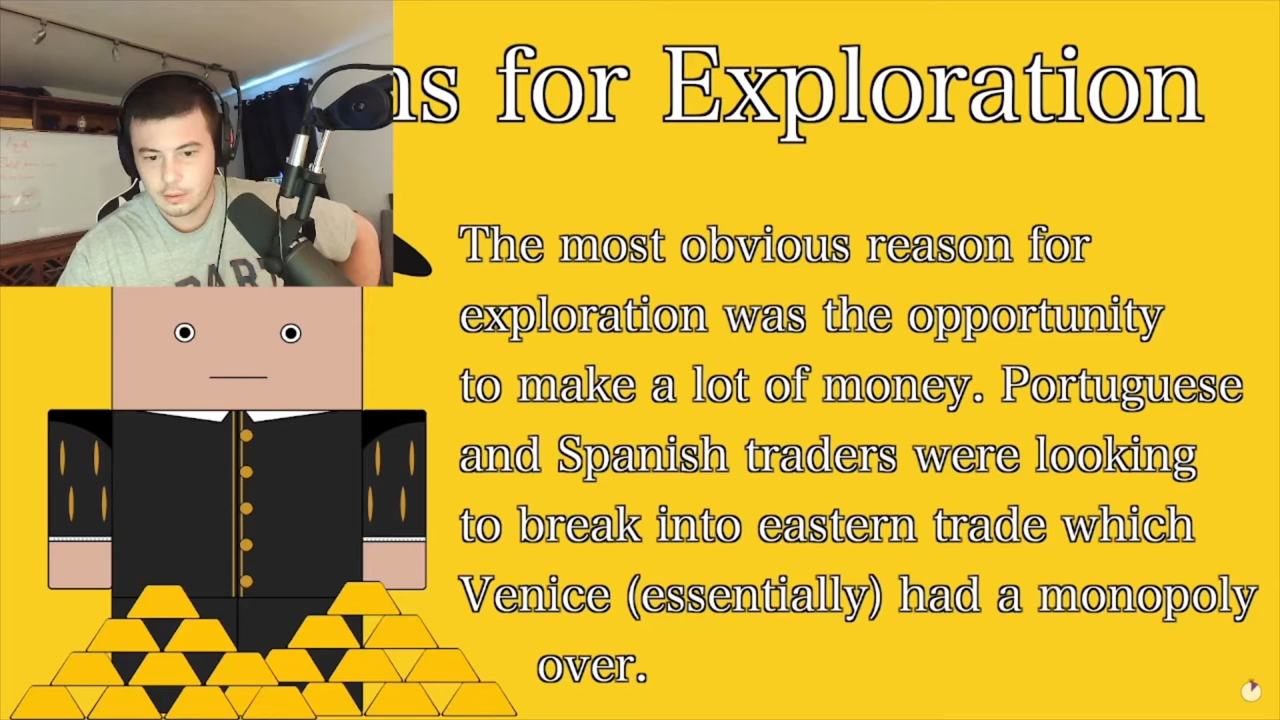 ns for Exploration
The most obvious reason for
exploration was the opportunity
to make a lot of money. Portuguese
and Spanish traders were looking
to break into eastern trade which
Venice (essentially) had a monopoly
over.